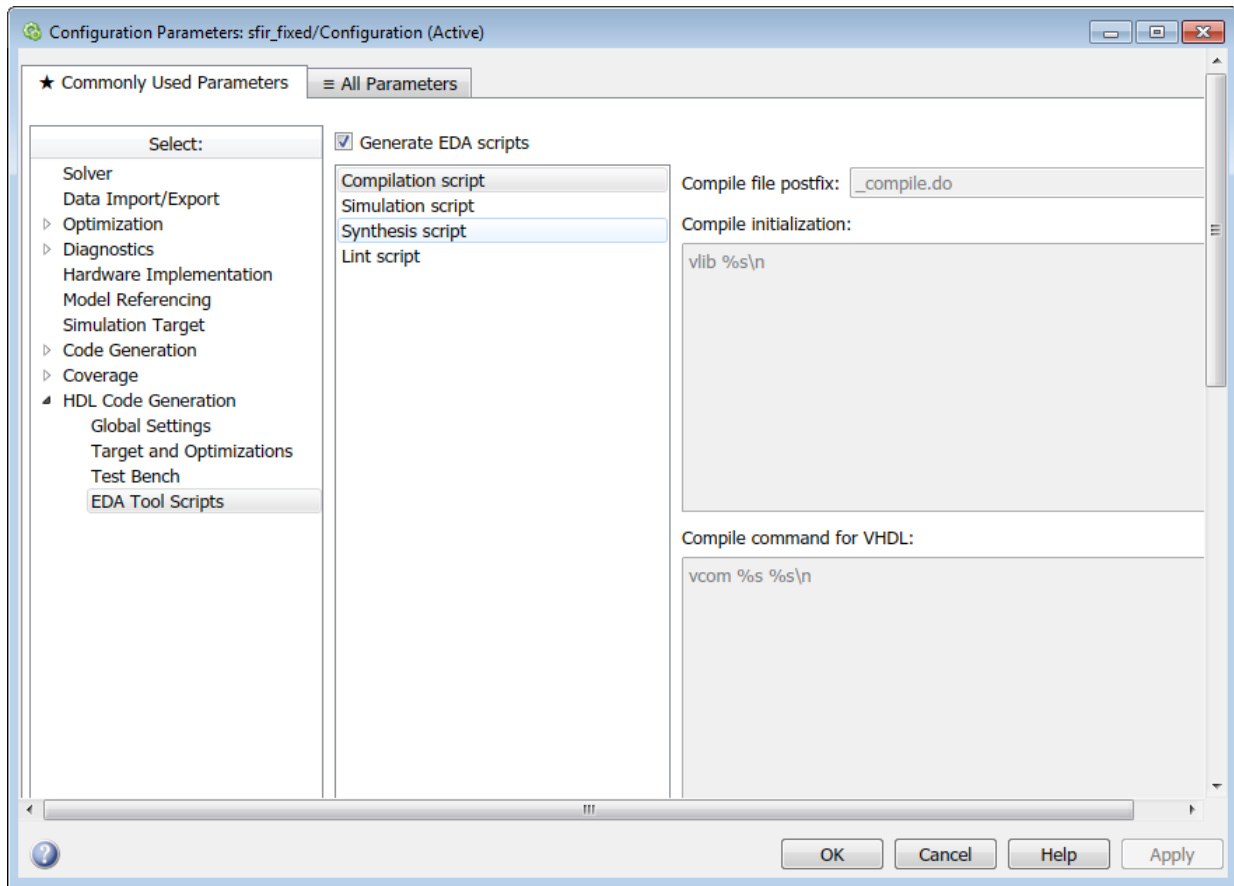 Configuration Parameters: sfir_fixed/Configuration (Active)
★ Commonly Used Parameters
≡ All Parameters
Select:
Solver
Data Import/Export
Optimization
Diagnostics
Hardware Implementation
Model Referencing
Simulation Target
Code Generation
Coverage
HDL Code Generation
Global Settings
Target and Optimizations
Test Bench
EDA Tool Scripts
Generate EDA scripts
Compilation script
Simulation script
Synthesis script
Lint script
Compile file postfix: _compile.do
Compile initialization:
vlib %s\n
Compile command for VHDL:
vcom %s %s\n
OK
Cancel
Help
Apply